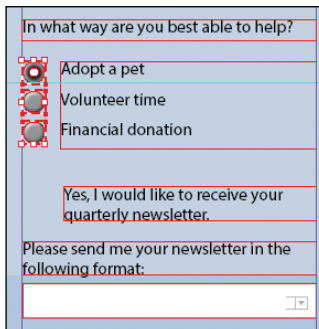 In what way are you best able to help?
Adopt a pet
Volunteer time
Financial donation
Yes, I would like to receive your
quarterly newsletter.
Please send me your newsletter in the
following format: